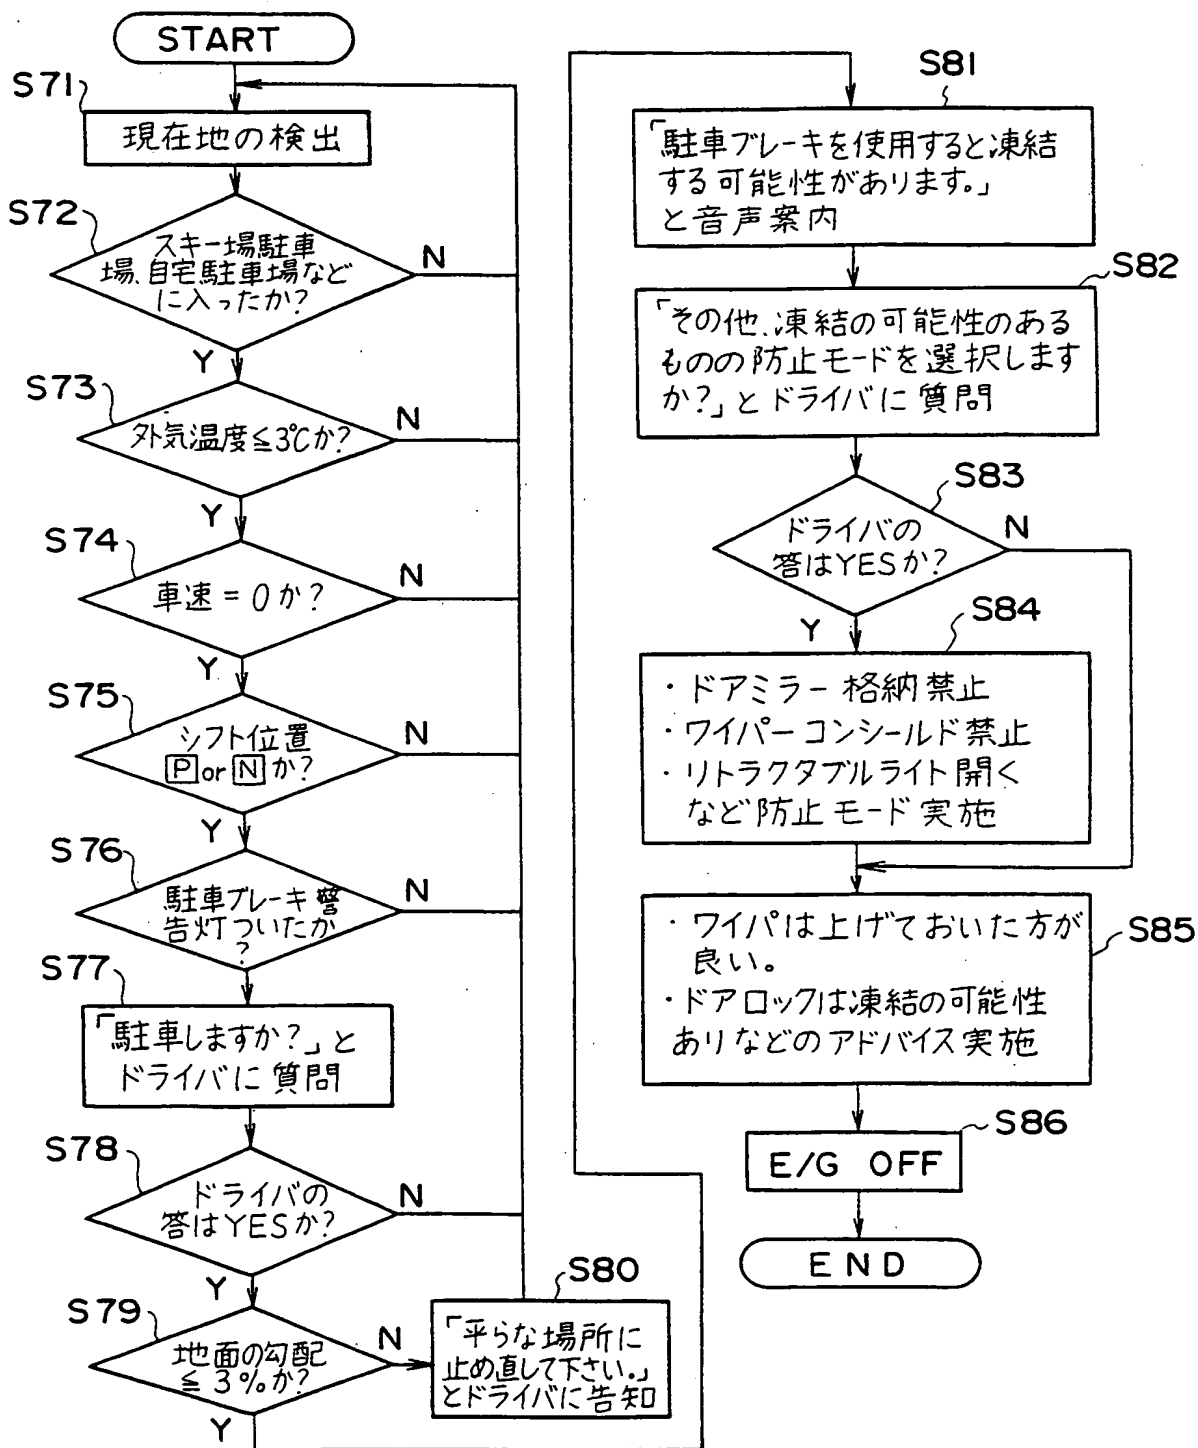 START
S71
現在地の検出
S72
スキー場駐車
場、自宅駐車場など
に入ったか?
N
Y
S73
外気温度≦3℃か?
N
Y
S74
車速=0か?
N
Y
S75
シフト位置
P or N か?
N
Y
S76
駐車ブレーキ警
告灯ついたか
?
N
S77
「駐車しますか?」と
ドライバに質問
S78
ドライバの
答はYESか?
N
Y
S79
地面の勾配
≦3%か?
N
Y
S80
「平らな場所に
止め直して下さい。」
とドライバに告知
S81
「駐車ブレーキを使用すると凍結
する可能性があります。」
と音声案内
S82
「その他、凍結の可能性のある
ものの防止モードを選択します
か?」とドライバに質問
S83
ドライバの
答はYESか?
N
Y
S84
・ドアミラー格納禁止
・ワイパーコンシールド禁止
・リトラクタブルライト開く
など防止モード実施
S85
・ワイパは上げておいた方が
良い。
・ドアロックは凍結の可能性
ありなどのアドバイス実施
S86
E/G OFF
END